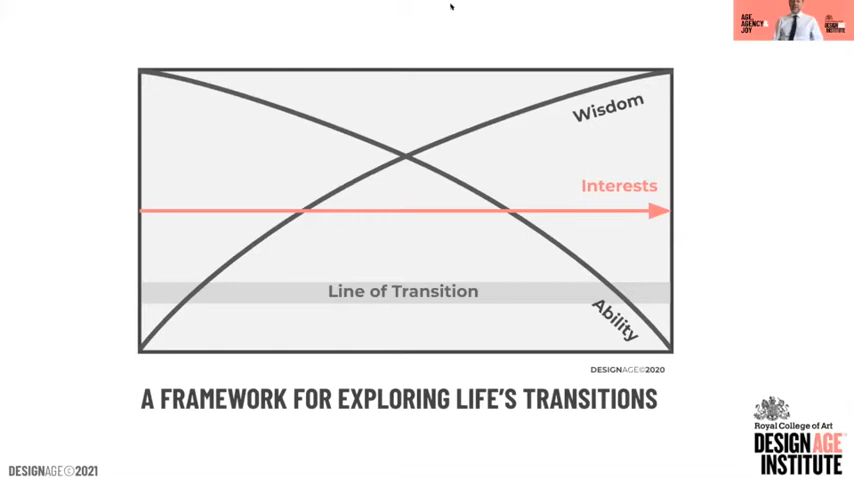 AGE,
AGENCY &
JOY
DESIGN AGE
INSTITUTE
Wisdom
Interests
Line of Transition
Ability
DESIGNAGE©2020
A FRAMEWORK FOR EXPLORING LIFE'S TRANSITIONS
Royal College of Art
DESIGN AGE
INSTITUTE
DESIGNAGE©2021